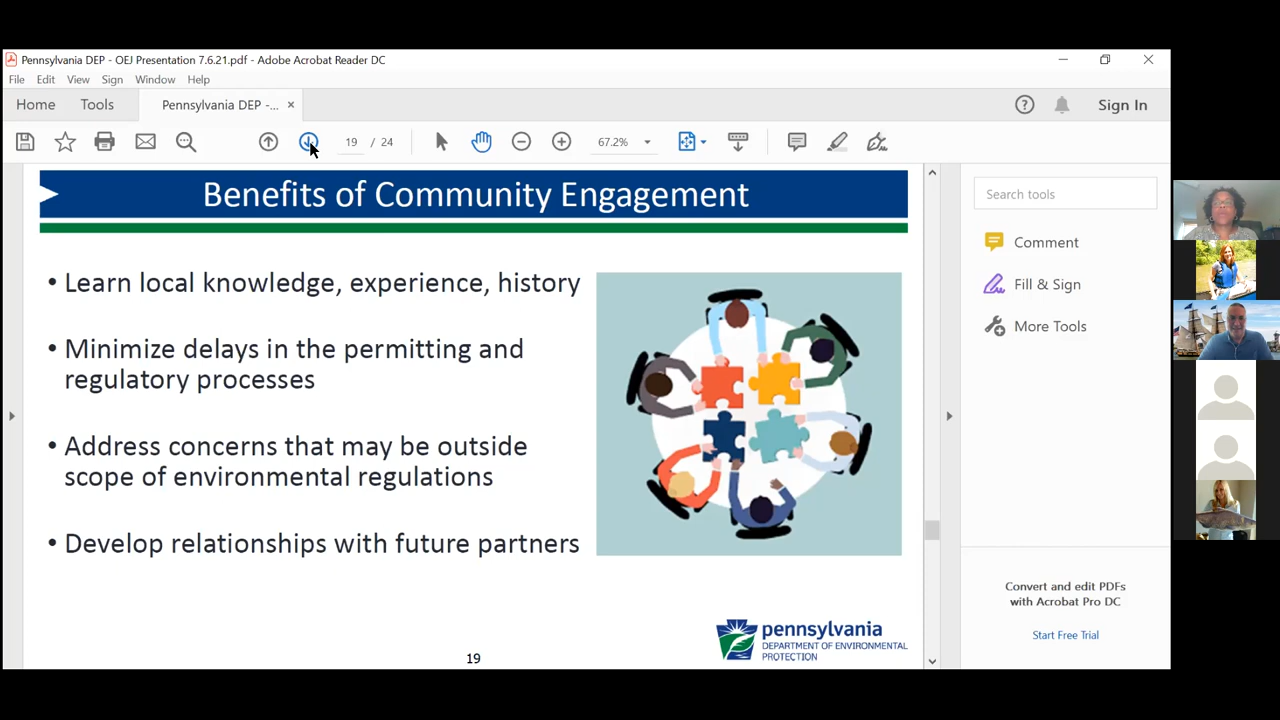 Pennsylvania DEP - OEJ Presentation 7.6.21.pdf - Adobe Acrobat Reader DC
File Edit View Sign Window Help
Home Tools Pennsylvania DEP -... ×
Sign In
19 / 24
67.2%
Benefits of Community Engagement
• Learn local knowledge, experience, history
• Minimize delays in the permitting and
regulatory processes
• Address concerns that may be outside
scope of environmental regulations
• Develop relationships with future partners
pennsylvania
DEPARTMENT OF ENVIRONMENTAL
PROTECTION
19
Search tools
Comment
Fill & Sign
More Tools
Convert and edit PDFs
with Acrobat Pro DC
Start Free Trial